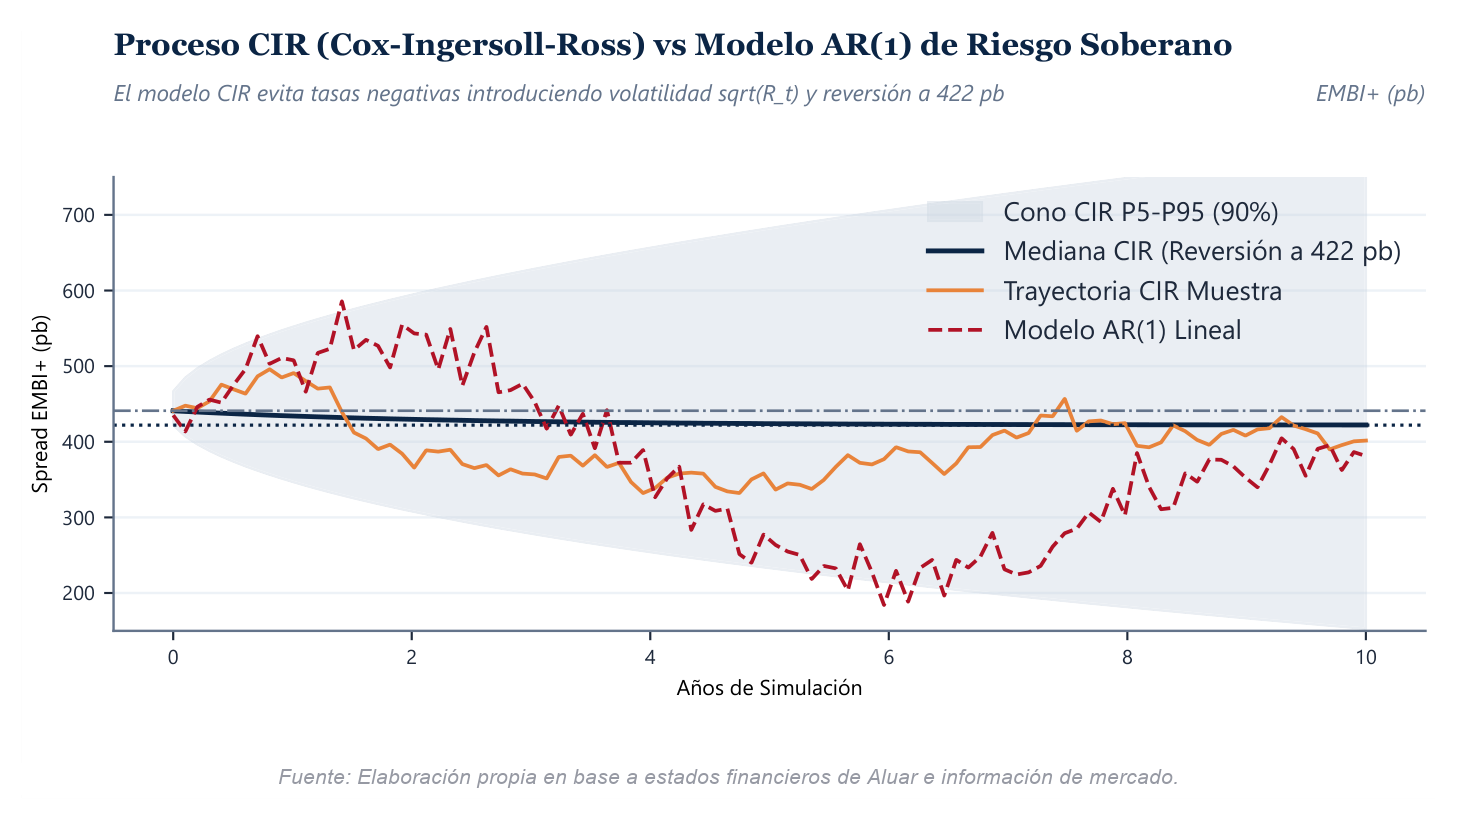 Proceso CIR (Cox-Ingersoll-Ross) vs Modelo AR(1) de Riesgo Soberano
El modelo CIR evita tasas negativas introduciendo volatilidad sqrt(R_t) y reversión a 422 pb
EMBI+ (pb)
Cono CIR P5-P95 (90%)
Mediana CIR (Reversión a 422 pb)
Trayectoria CIR Muestra
Modelo AR(1) Lineal
Spread EMBI+ (pb)
700
600
500
400
300
200
0 2 4 6 8 10
Años de Simulación
Fuente: Elaboración propia en base a estados financieros de Aluar e información de mercado.